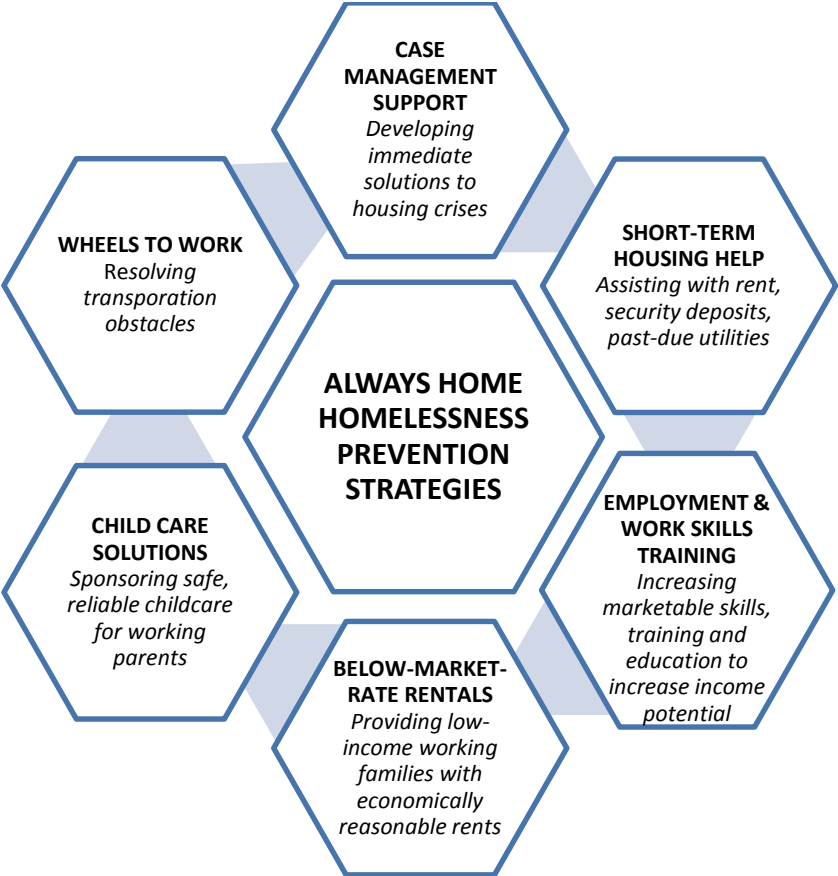 CASE
MANAGEMENT
SUPPORT
Developing
immediate
solutions to
housing crises
SHORT-TERM
HOUSING HELP
Assisting with rent,
security deposits,
past-due utilities
EMPLOYMENT &
WORK SKILLS
TRAINING
Increasing
marketable skills,
training and
education to
increase income
potential
BELOW-MARKET-
RATE RENTALS
Providing low-
income working
families with
economically
reasonable rents
CHILD CARE
SOLUTIONS
Sponsoring safe,
reliable childcare
for working
parents
WHEELS TO WORK
Resolving
transporation
obstacles
ALWAYS HOME
HOMELESSNESS
PREVENTION
STRATEGIES